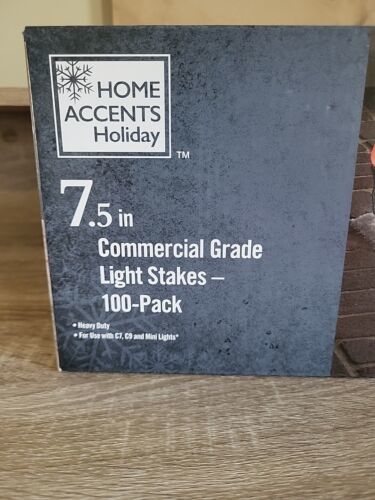 HOME
ACCENTS
Holiday
TM
7.5 in
Commercial Grade
Light Stakes –
100-Pack
• Heavy Duty
• For Use with C7, C9 and Mini Lights*